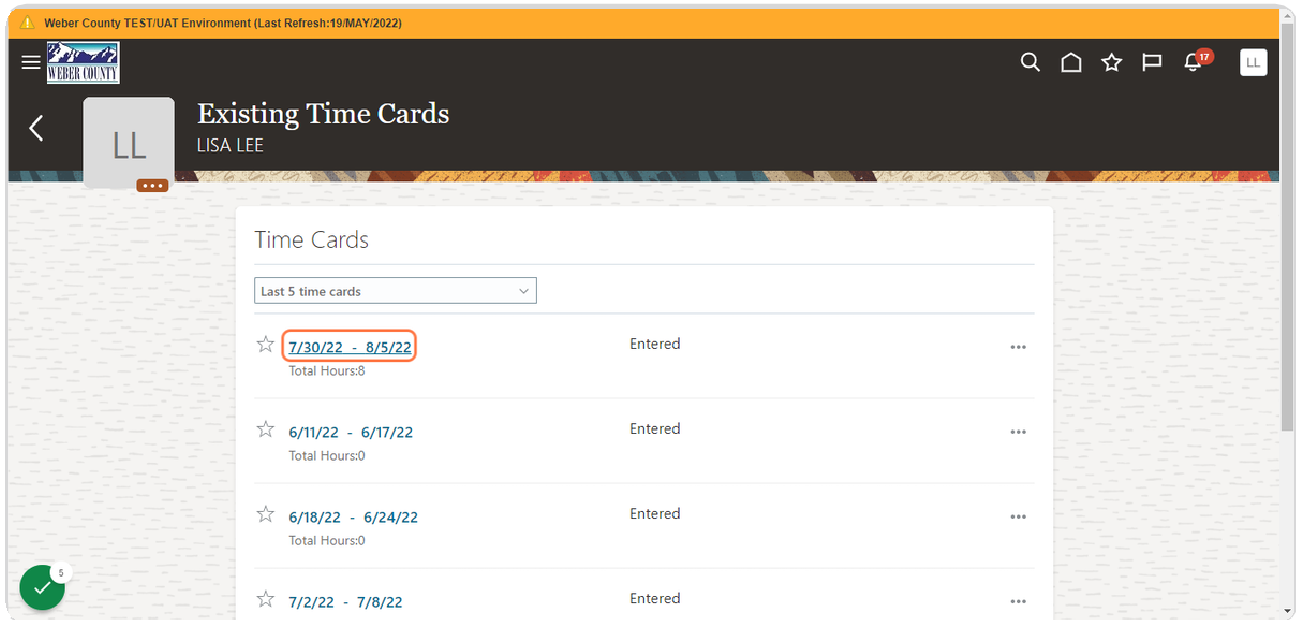 Weber County TEST/UAT Environment (Last Refresh:19/MAY/2022)
WEBER COUNTY
17
LL
LL
Existing Time Cards
LISA LEE
Time Cards
Last 5 time cards
7/30/22 - 8/5/22
Entered
Total Hours:8
6/11/22 - 6/17/22
Entered
Total Hours:0
6/18/22 - 6/24/22
Entered
Total Hours:0
5
7/2/22 - 7/8/22
Entered